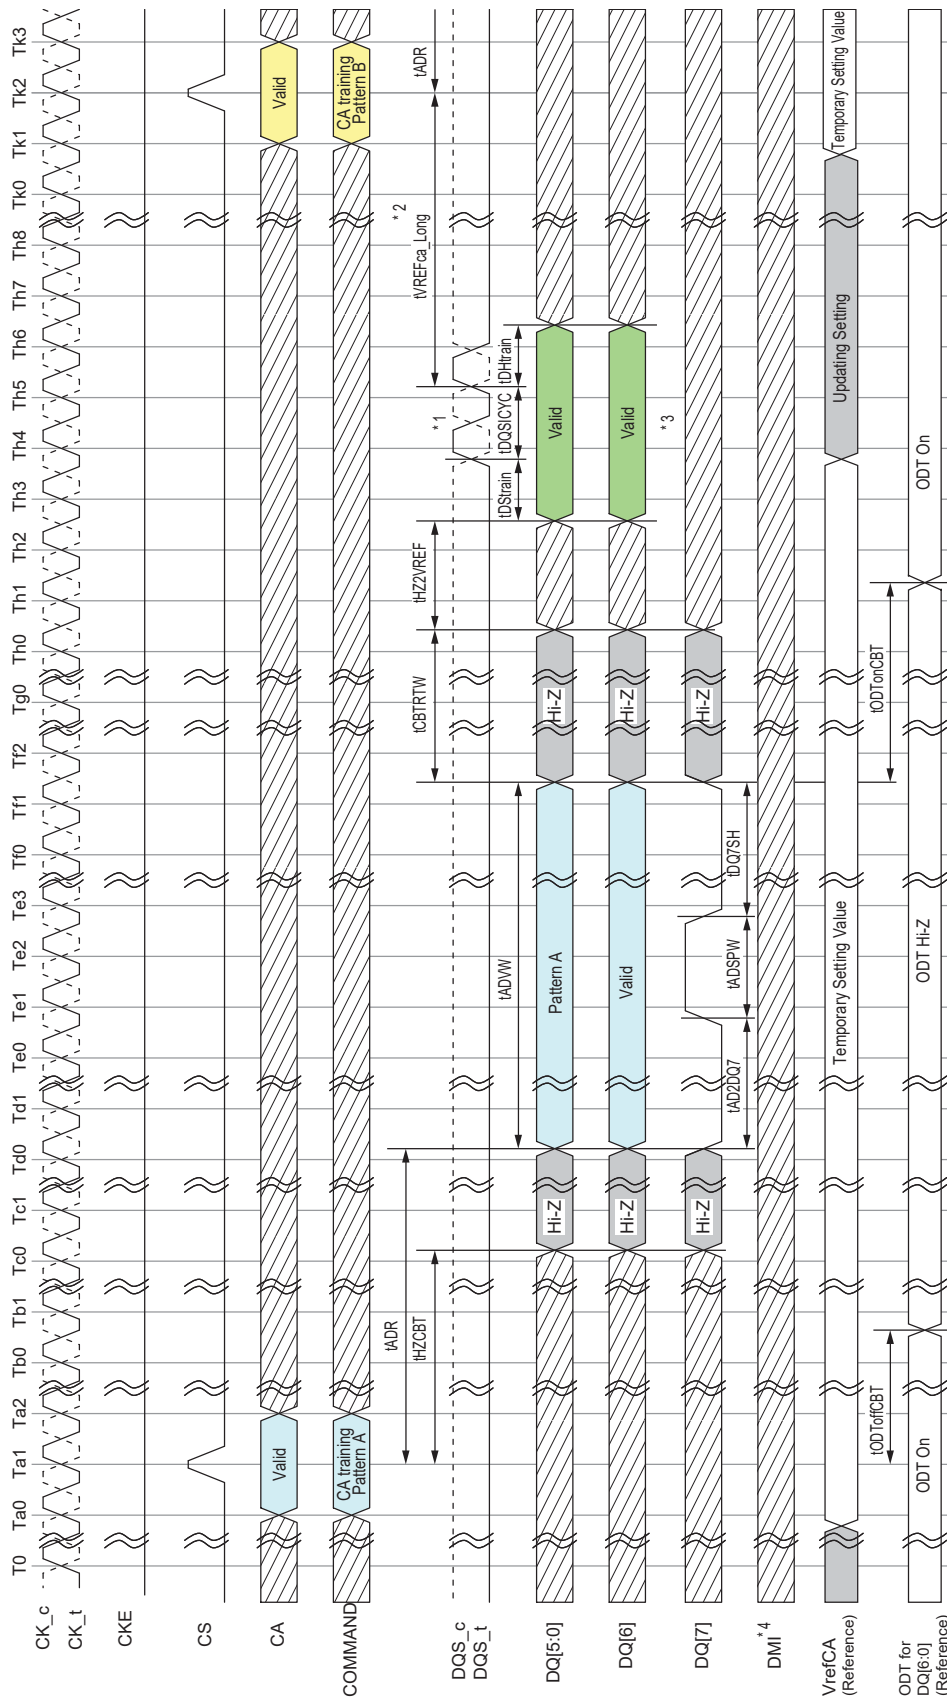 T0 Ta0 Ta1 Ta2 Tb0 Tb1 Tc0 Tc1 Td0 Td1 Te0 Te1 Te2 Te3 Tf0 Tf1 Tf2 Tg0 Th0 Th1 Th2 Th3 Th4 Th5 Th6 Th7 Th8 Tk0 Tk1 Tk2 Tk3
CK_c
CK_t
CKE
CS
CA
Valid
Valid
COMMAND
CA training
Pattern A
CA training
Pattern B
tADR
tADR
tHZCBT
tCBTRTW
tHZ2VREF
tVREFca_Long
*2
DQS_c
DQS_t
*1
tADVW
tDStrain
tDQSICYC
tDHtrain
DQ[5:0]
Hi-Z
Pattern A
Hi-Z
Valid
DQ[6]
Hi-Z
Valid
Hi-Z
Valid
*3
DQ[7]
Hi-Z
Hi-Z
tAD2DQ7
tADSPW
tDQ7SH
DMI*4
VrefCA
(Reference)
Temporary Setting Value
Updating Setting
Temporary Setting Value
tODToffCBT
tODTonCBT
ODT for
DQ[6:0]
(Reference)
ODT On
ODT Hi-Z
ODT On